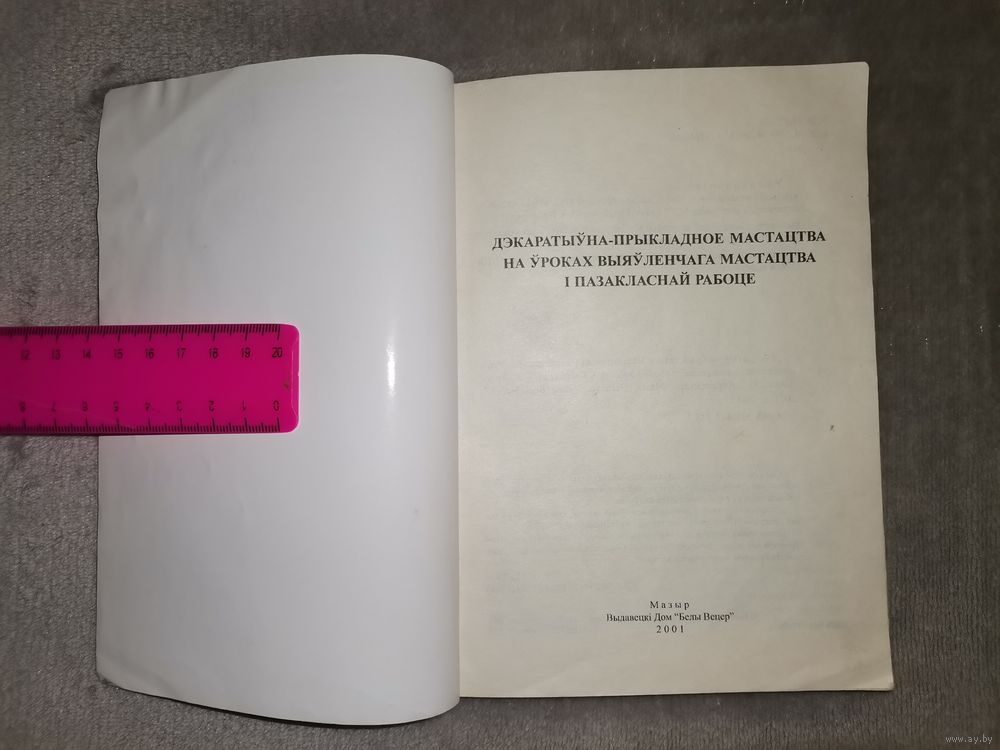 ДЭКАРАТЫЎНА-ПРЫКЛАДНОЕ МАСТАЦТВА
НА ЎРОКАХ ВЫЯЎЛЕНЧАГА МАСТАЦТВА
І ПАЗАКЛАСНАЙ РАБОЦЕ
12 13 14 15 16 17 18 19 20
8 7 6 5 4 3 2 1 0
Мазыр
Выдавецкі Дом "Белы Вецер"
2001
www.ay.by